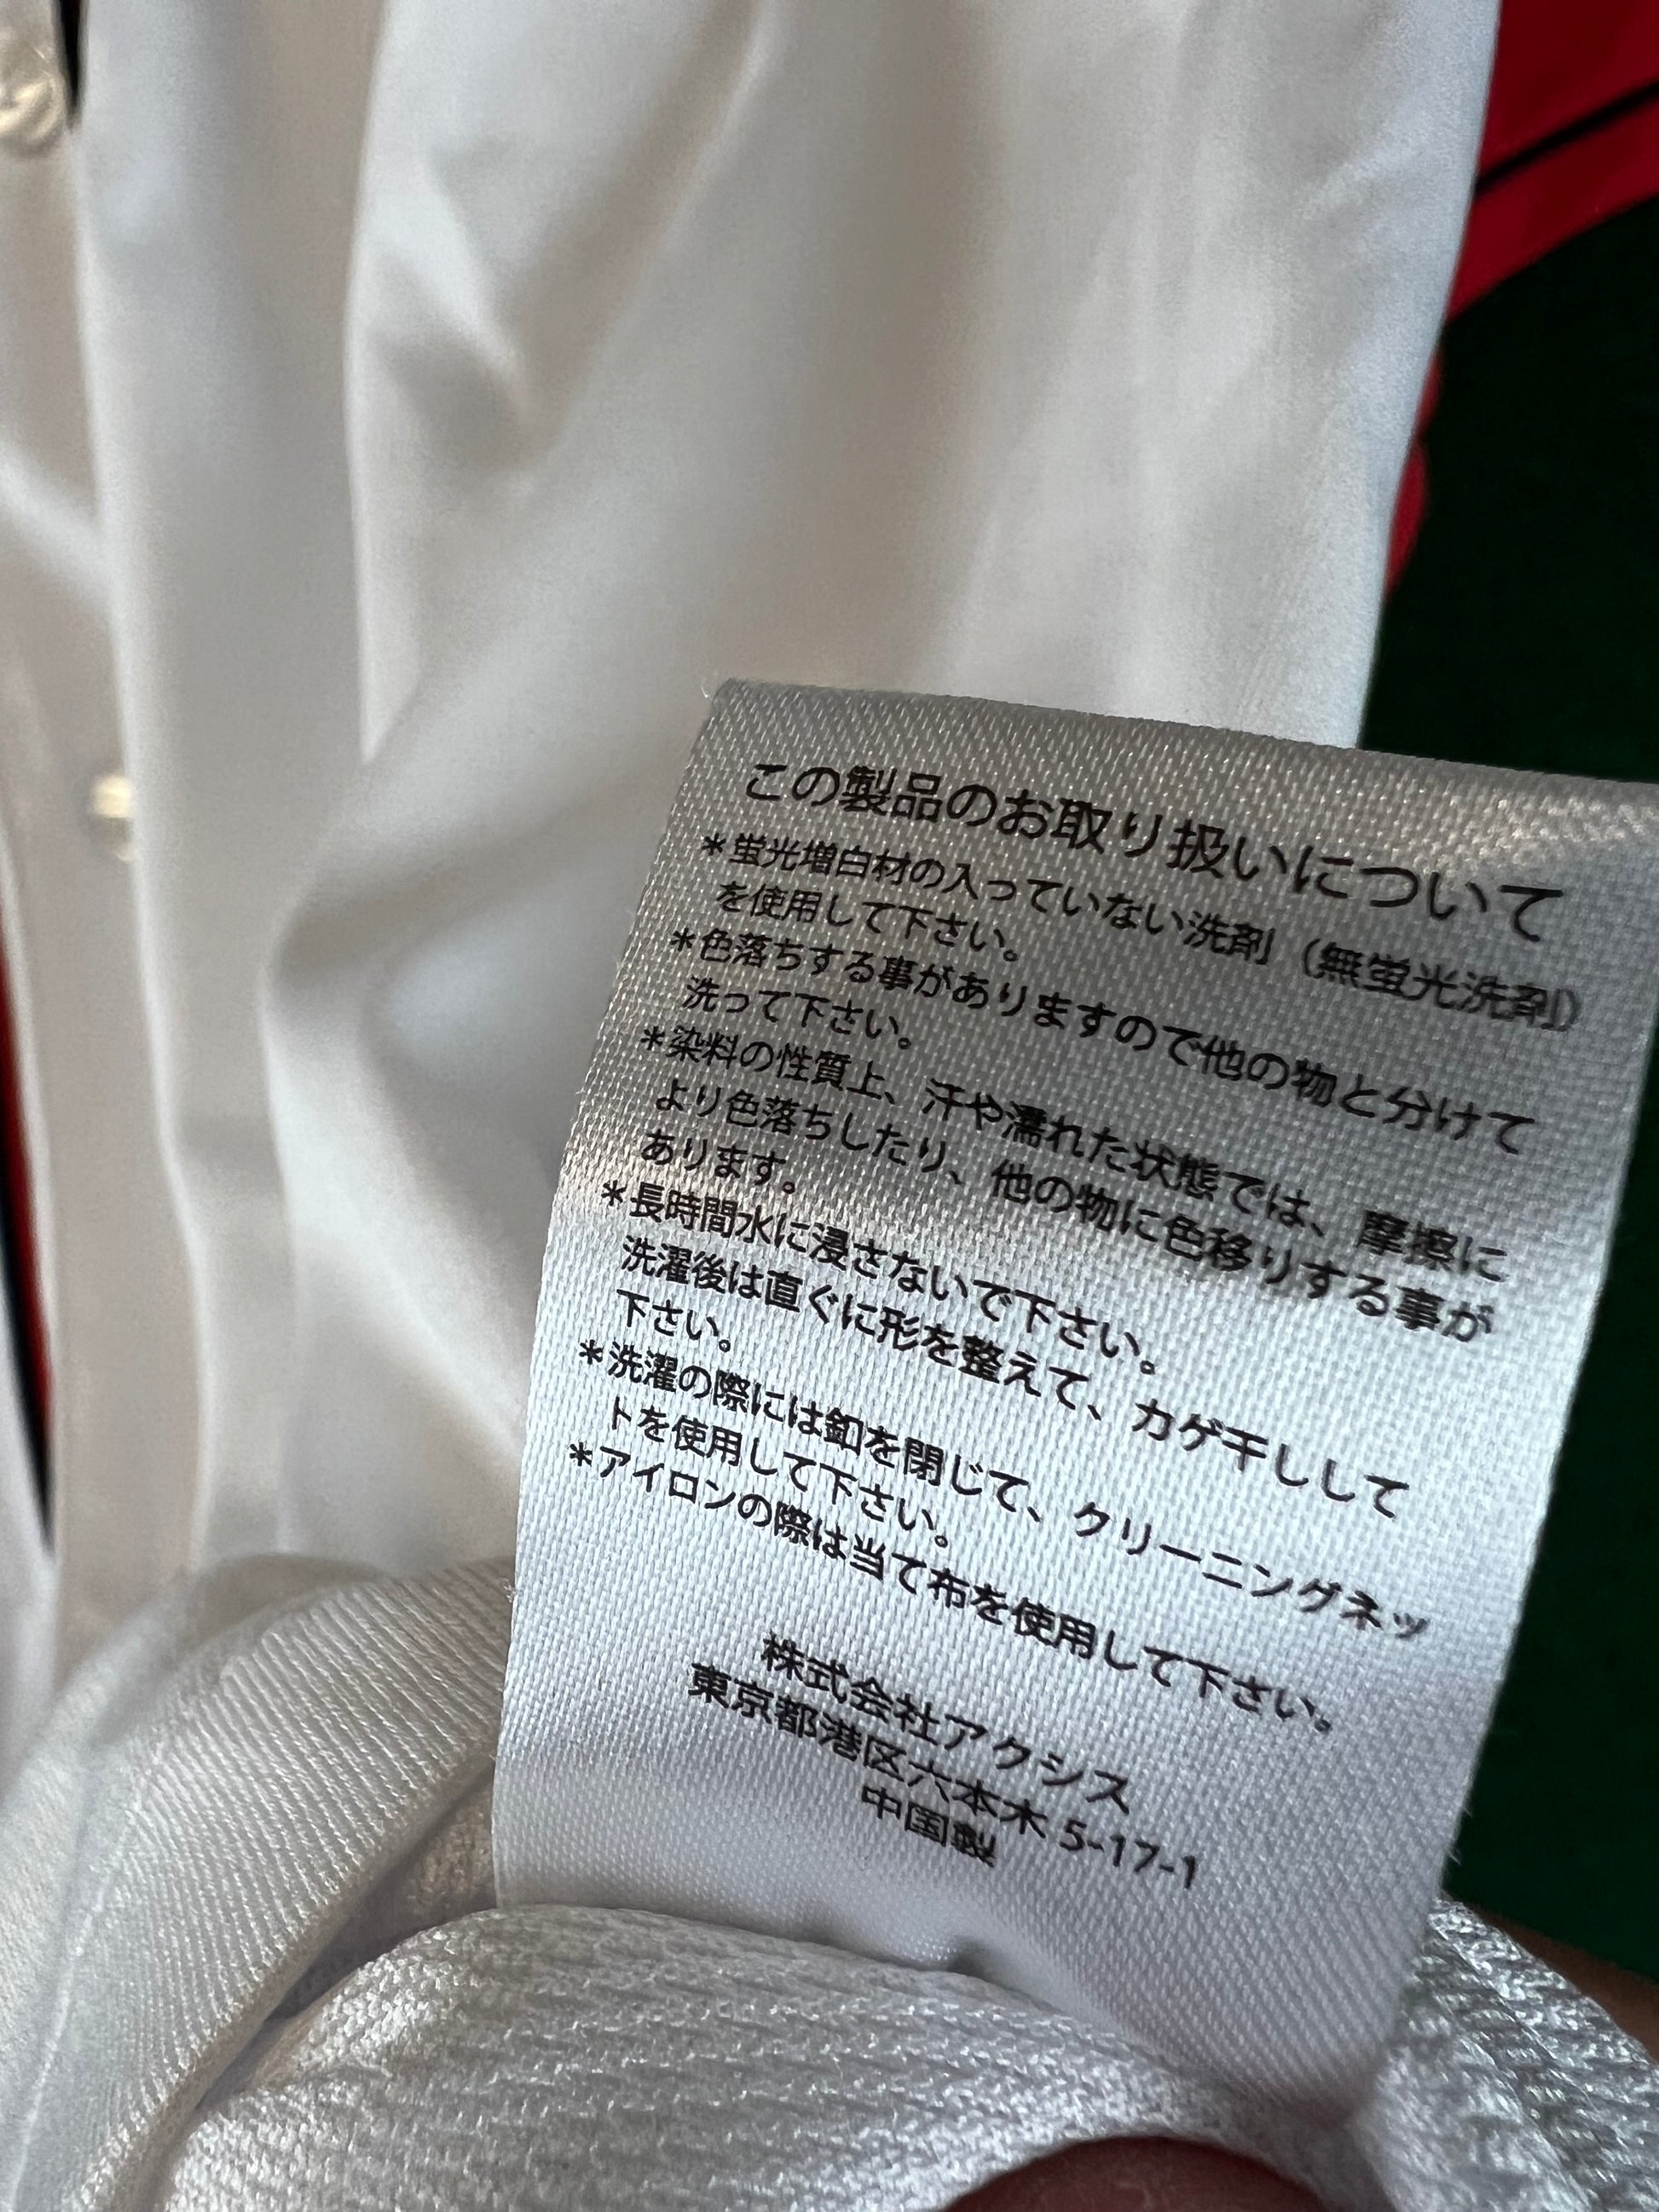 この製品のお取り扱いについて
＊蛍光増白材の入っていない洗剤（無蛍光洗剤）
を使用して下さい。
＊色落ちする事がありますので他の物と分けて
洗って下さい。
＊染料の性質上、汗や濡れた状態では、摩擦に
より色落ちしたり、他の物に色移りする事が
あります。
＊長時間水に浸さないで下さい。
洗濯後は直ぐに形を整えて、カゲ干しして
下さい。
＊洗濯の際には釦を閉じて、クリーニングネッ
トを使用して下さい。
＊アイロンの際は当て布を使用して下さい。
株式会社アクシス
東京都港区六本木 5-17-1
中国製